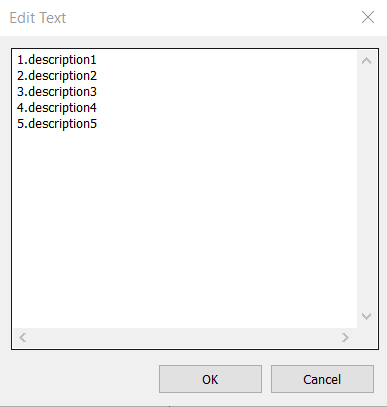 Edit Text
1.description1
2.description2
3.description3
4.description4
5.description5
OK
Cancel